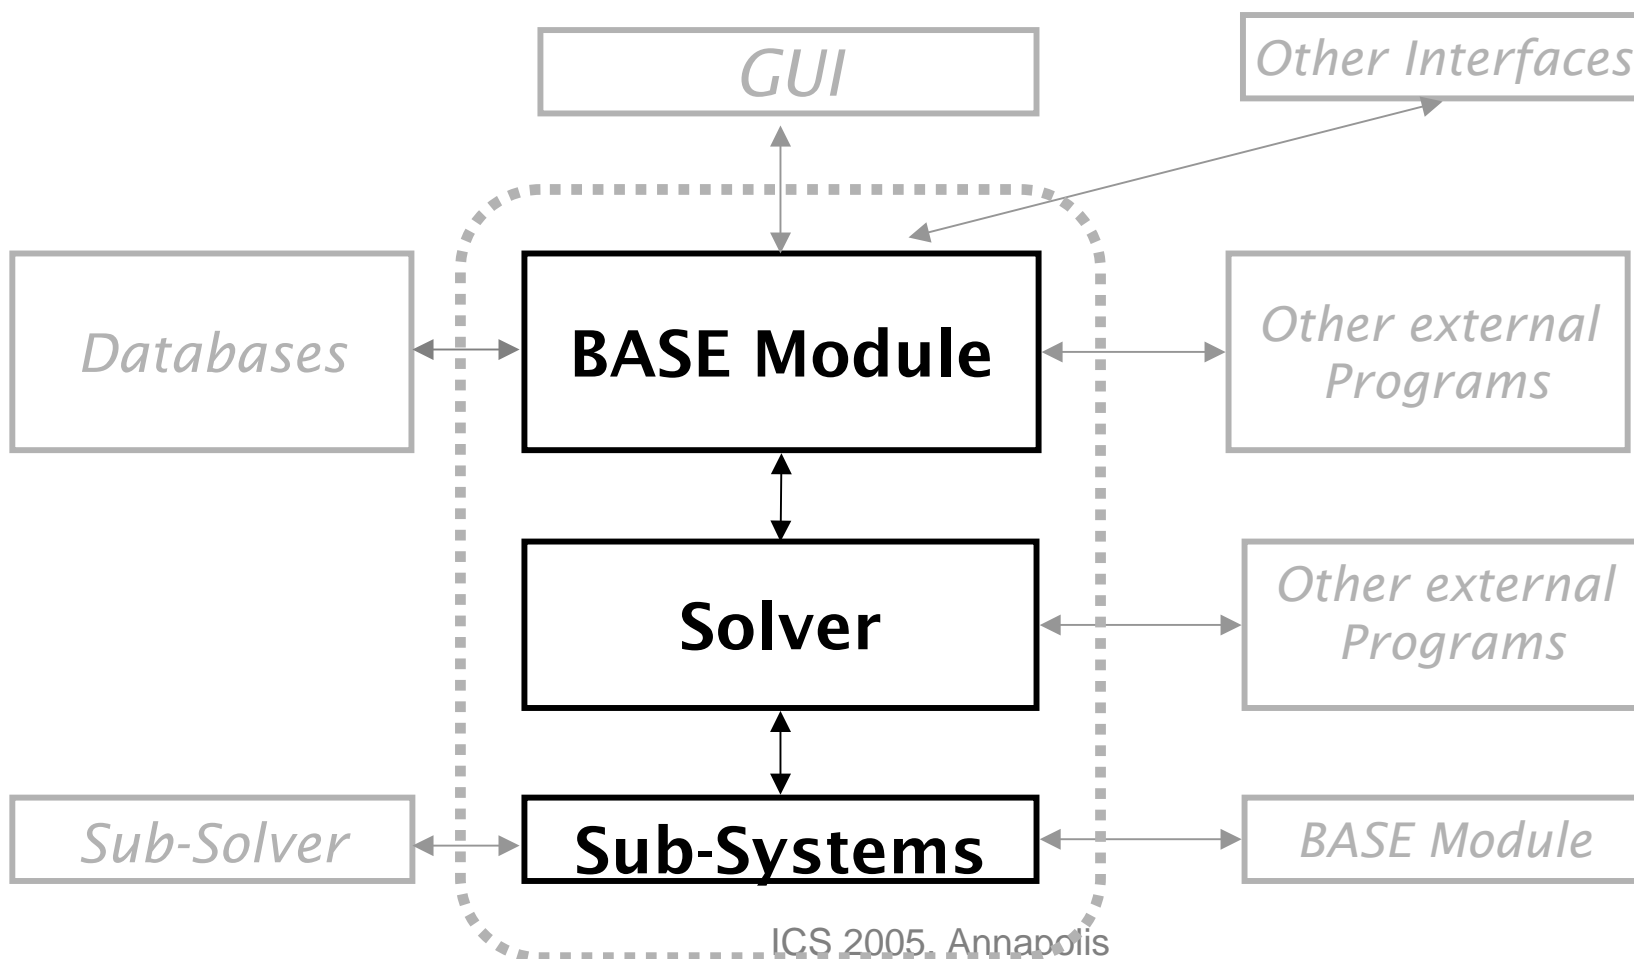 GUI
Other Interfaces
Databases
BASE Module
Other external
Programs
Solver
Other external
Programs
Sub-Solver
Sub-Systems
BASE Module
ICS 2005, Annapolis